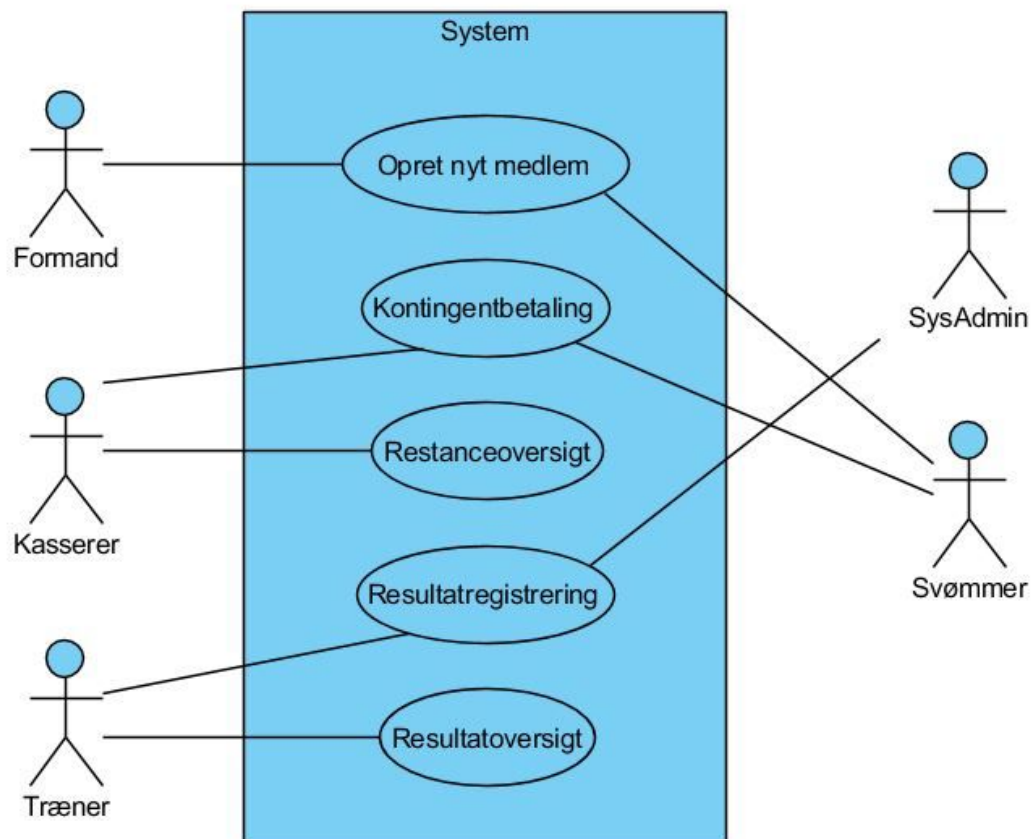 System
Opret nyt medlem
Formand
SysAdmin
Kontingentbetaling
Restanceoversigt
Kasserer
Svømmer
Resultatregistrering
Resultatoversigt
Træner